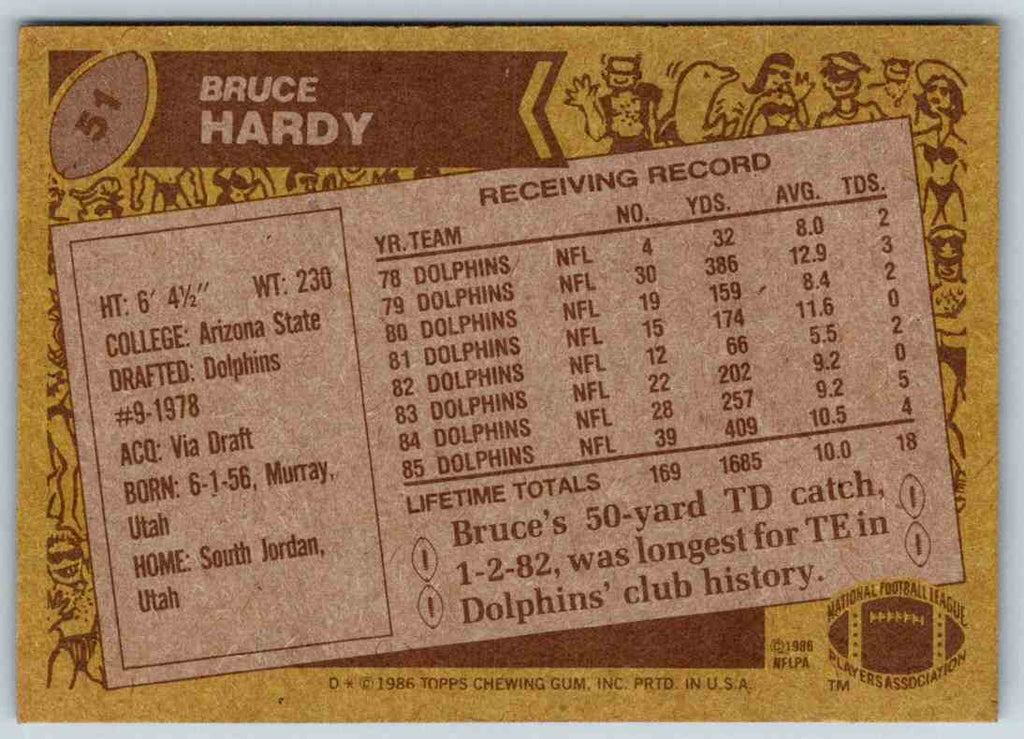 51
BRUCE
HARDY
HT: 6' 4½" WT: 230
COLLEGE: Arizona State
DRAFTED: Dolphins
#9-1978
ACQ: Via Draft
BORN: 6-1-56, Murray,
Utah
HOME: South Jordan,
Utah
RECEIVING RECORD
YR. TEAM NO. YDS. AVG. TDS.
78 DOLPHINS NFL 4 32 8.0 2
79 DOLPHINS NFL 30 386 12.9 3
80 DOLPHINS NFL 19 159 8.4 2
81 DOLPHINS NFL 15 174 11.6 0
82 DOLPHINS NFL 12 66 5.5 2
83 DOLPHINS NFL 22 202 9.2 0
84 DOLPHINS NFL 28 257 9.2 5
85 DOLPHINS NFL 39 409 10.5 4
LIFETIME TOTALS 169 1685 10.0 18
Bruce's 50-yard TD catch,
1-2-82, was longest for TE in
Dolphins' club history.
©1986
NFLPA
NATIONAL FOOTBALL LEAGUE
PLAYERS ASSOCIATION
TM
D * © 1986 TOPPS CHEWING GUM, INC. PRTD. IN U.S.A.